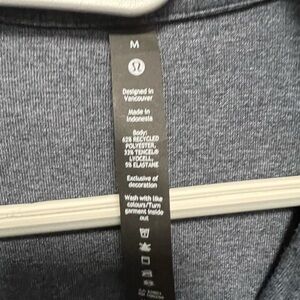 M
Designed in
Vancouver
Made in
Indonesia
Body:
62% RECYCLED
POLYESTER,
33% TENCEL®
LYOCELL,
5% ELASTANE
Exclusive of
decoration
Wash with like
colours/Turn
garment inside
out